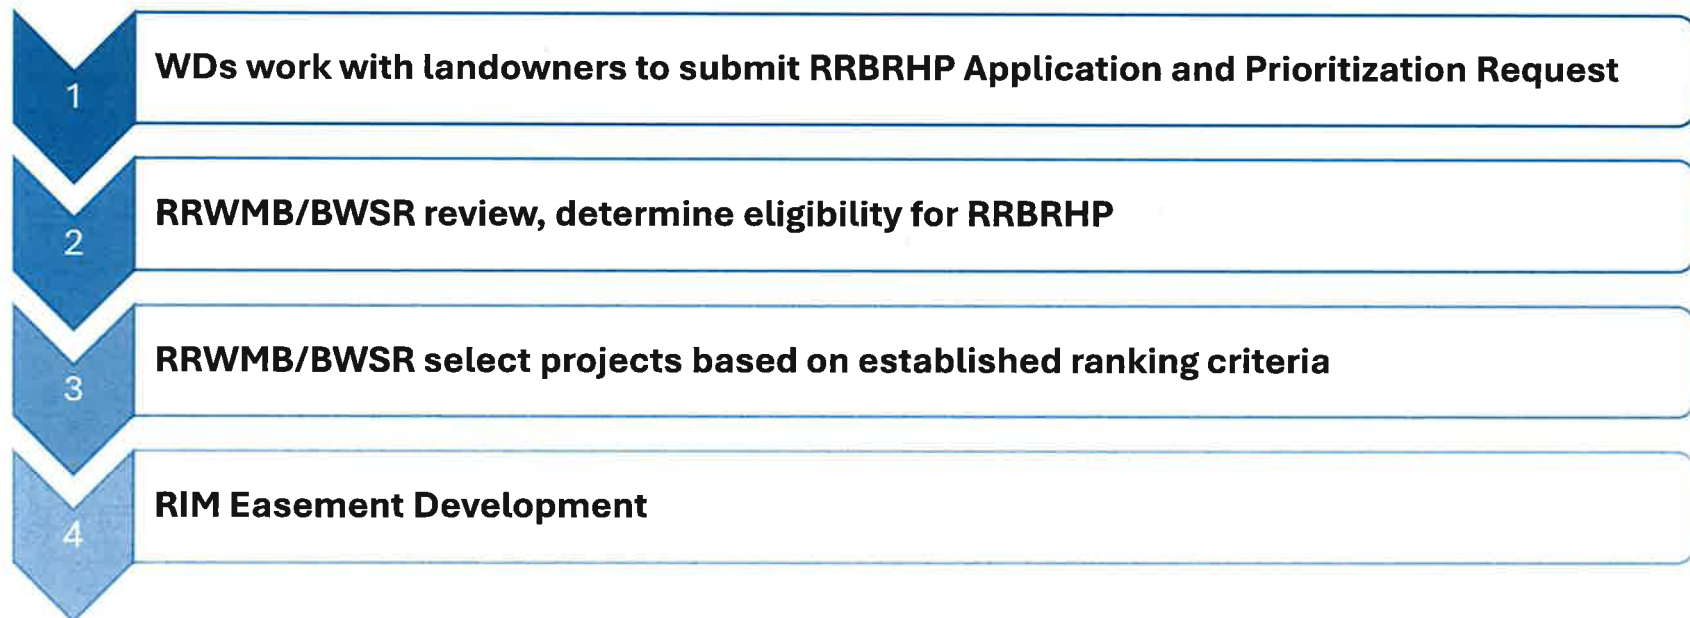 1
WDs work with landowners to submit RRBRHP Application and Prioritization Request
2
RRWMB/BWSR review, determine eligibility for RRBRHP
3
RRWMB/BWSR select projects based on established ranking criteria
4
RIM Easement Development